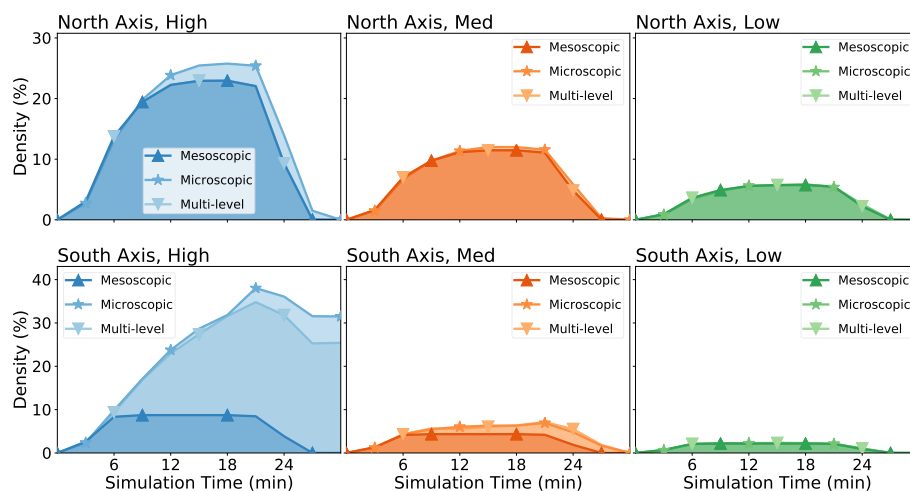 North Axis, High
North Axis, Med
North Axis, Low
30
20
10
0
Density (%)
Mesoscopic
Microscopic
Multi-level
Mesoscopic
Microscopic
Multi-level
Mesoscopic
Microscopic
Multi-level
South Axis, High
South Axis, Med
South Axis, Low
40
30
20
10
0
Density (%)
Mesoscopic
Microscopic
Multi-level
Mesoscopic
Microscopic
Multi-level
Mesoscopic
Microscopic
Multi-level
6 12 18 24
6 12 18 24
6 12 18 24
Simulation Time (min)
Simulation Time (min)
Simulation Time (min)